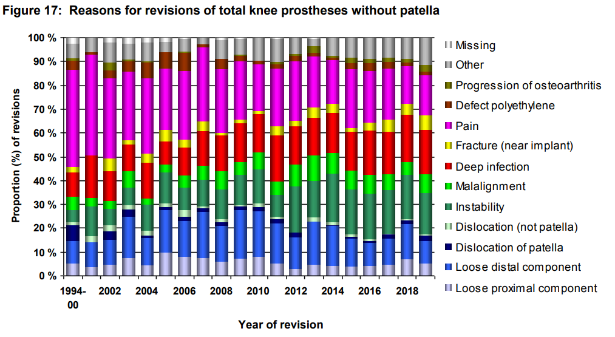 Figure 17: Reasons for revisions of total knee prostheses without patella
100 %
90 %
80 %
70 %
60 %
50 %
40 %
30 %
20 %
10 %
0 %
Proportion (%) of revisions
1994-
00
2002
2004
2006
2008
2010
2012
2014
2016
2018
Year of revision
Missing
Other
Progression of osteoarthritis
Defect polyethylene
Pain
Fracture (near implant)
Deep infection
Malalignment
Instability
Dislocation (not patella)
Dislocation of patella
Loose distal component
Loose proximal component